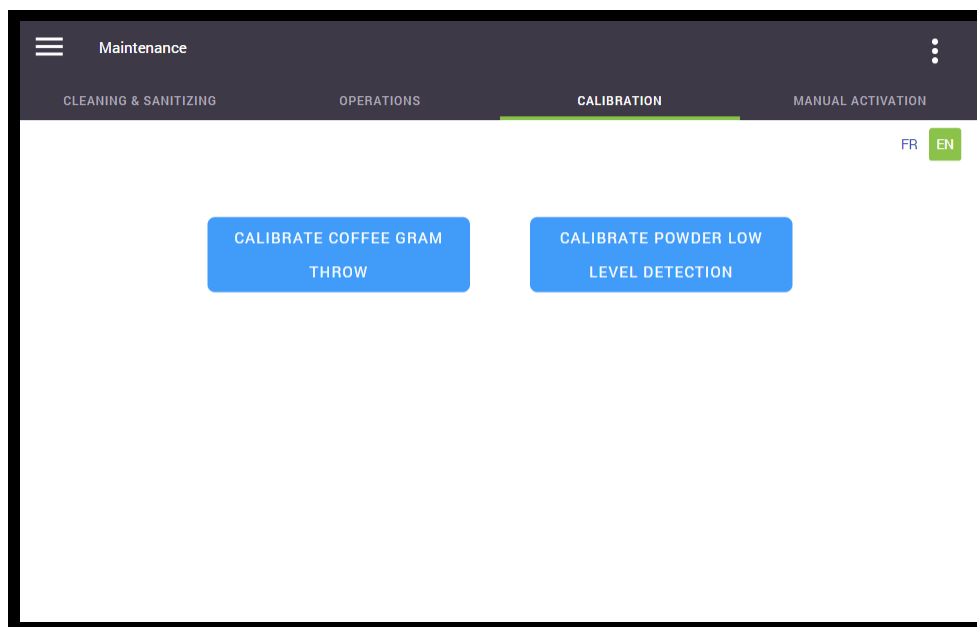 Maintenance
CLEANING & SANITIZING
OPERATIONS
CALIBRATION
MANUAL ACTIVATION
FR
EN
CALIBRATE COFFEE GRAM
THROW
CALIBRATE POWDER LOW
LEVEL DETECTION